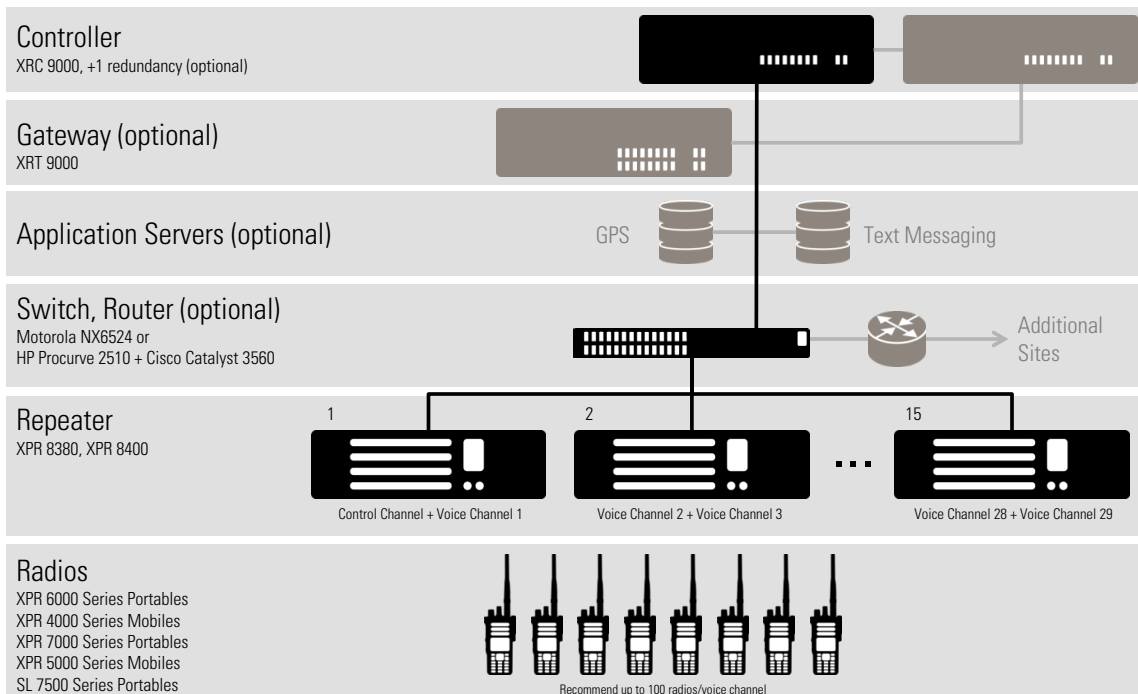 Controller
XRC 9000, +1 redundancy (optional)
Gateway (optional)
XRT 9000
Application Servers (optional)
GPS
Text Messaging
Switch, Router (optional)
Motorola NX6524 or
HP Procurve 2510 + Cisco Catalyst 3560
Additional
Sites
Repeater
XPR 8380, XPR 8400
1
2
15
...
Control Channel + Voice Channel 1
Voice Channel 2 + Voice Channel 3
Voice Channel 28 + Voice Channel 29
Radios
XPR 6000 Series Portables
XPR 4000 Series Mobiles
XPR 7000 Series Portables
XPR 5000 Series Mobiles
SL 7500 Series Portables
Recommend up to 100 radios/voice channel